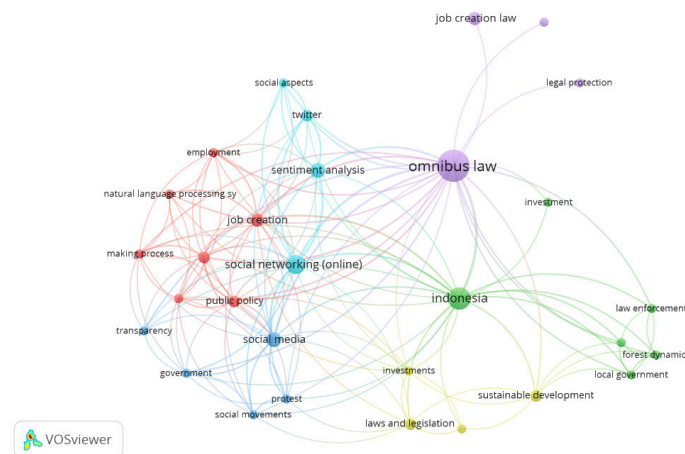 job creation law
social aspects
legal protection
twitter
employment
omnibus law
sentiment analysis
natural language processing sy
investment
job creation
making process
social networking (online)
public policy
indonesia
law enforcement
transparency
social media
forest dynamic
government
investments
local government
protest
sustainable development
social movements
laws and legislation
VOSviewer